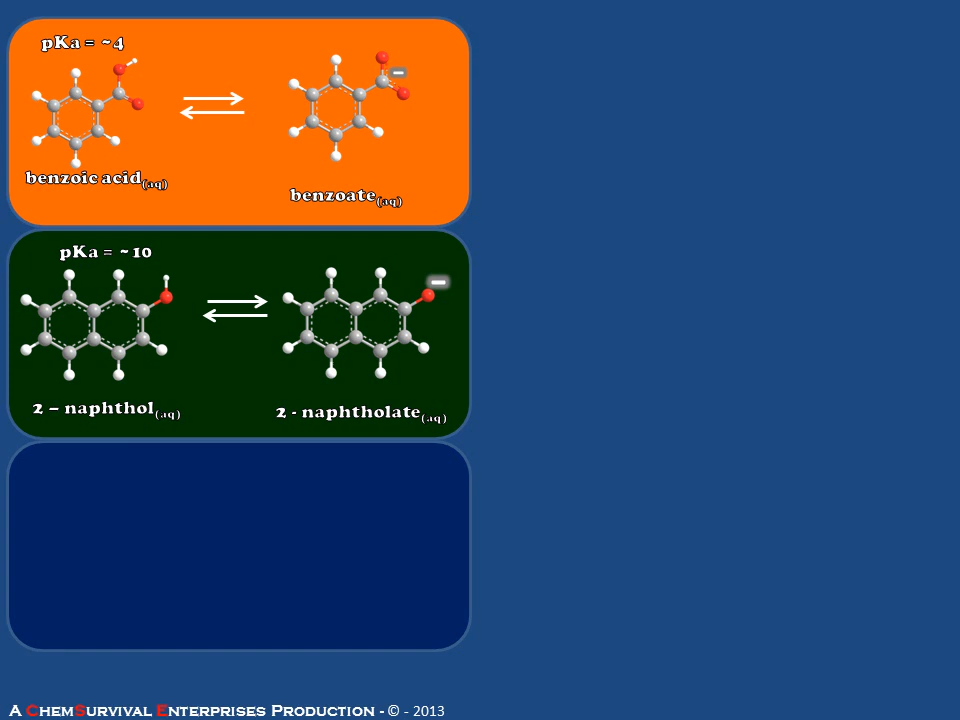 pKa = ~4
benzoic acid(aq)
benzoate(aq)
pKa = ~10
2 – naphthol(aq)
2 - naphtholate(aq)
A ChemSurvival Enterprises Production - © - 2013